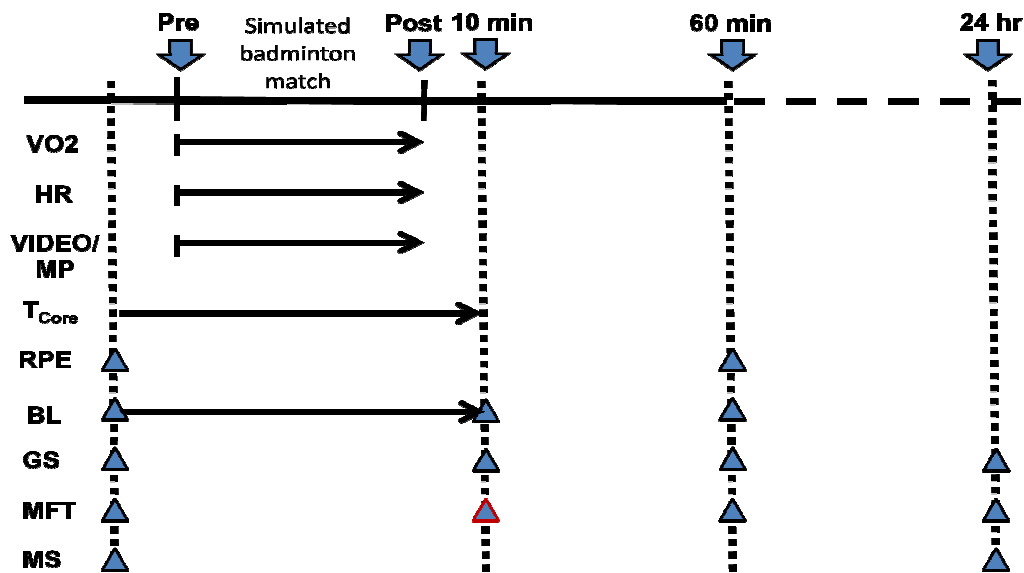 Pre
Simulated
badminton
match
Post
10 min
60 min
24 hr
VO2
HR
VIDEO/
MP
TCore
RPE
BL
GS
MFT
MS